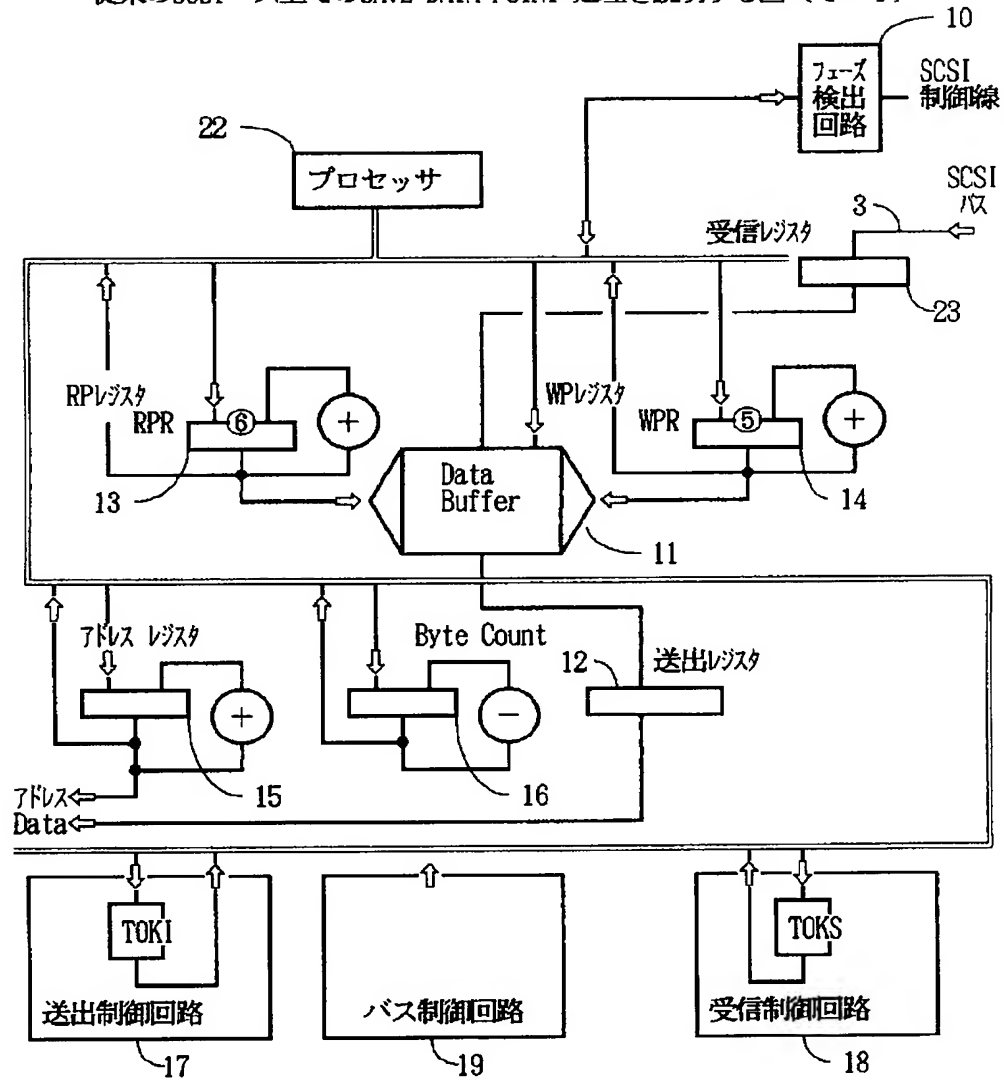 10
フェーズ
検出
回路
SCSI
制御線
22
プロセッサ
SCSI
バス
3
受信レジスタ
23
RPレジスタ
RPR
⑥
+
13
WPレジスタ
WPR
⑤
+
14
Data
Buffer
11
アドレス レジスタ
+
15
Byte Count
-
16
12
送出レジスタ
アドレス
Data
TOKI
送出制御回路
17
バス制御回路
19
TOKS
受信制御回路
18